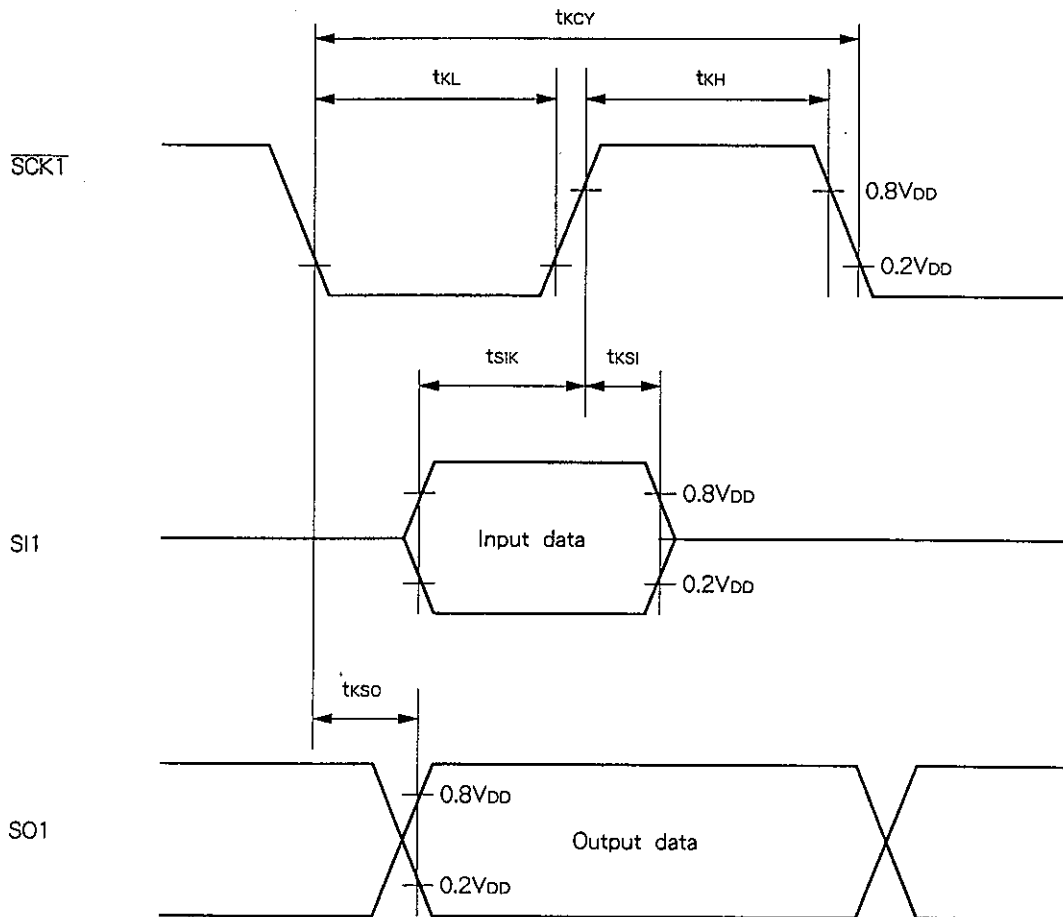 tKCY
tKL
tKH
SCK1
0.8VDD
0.2VDD
tSIK
tKSI
0.8VDD
SI1
Input data
0.2VDD
tKSO
0.8VDD
SO1
Output data
0.2VDD